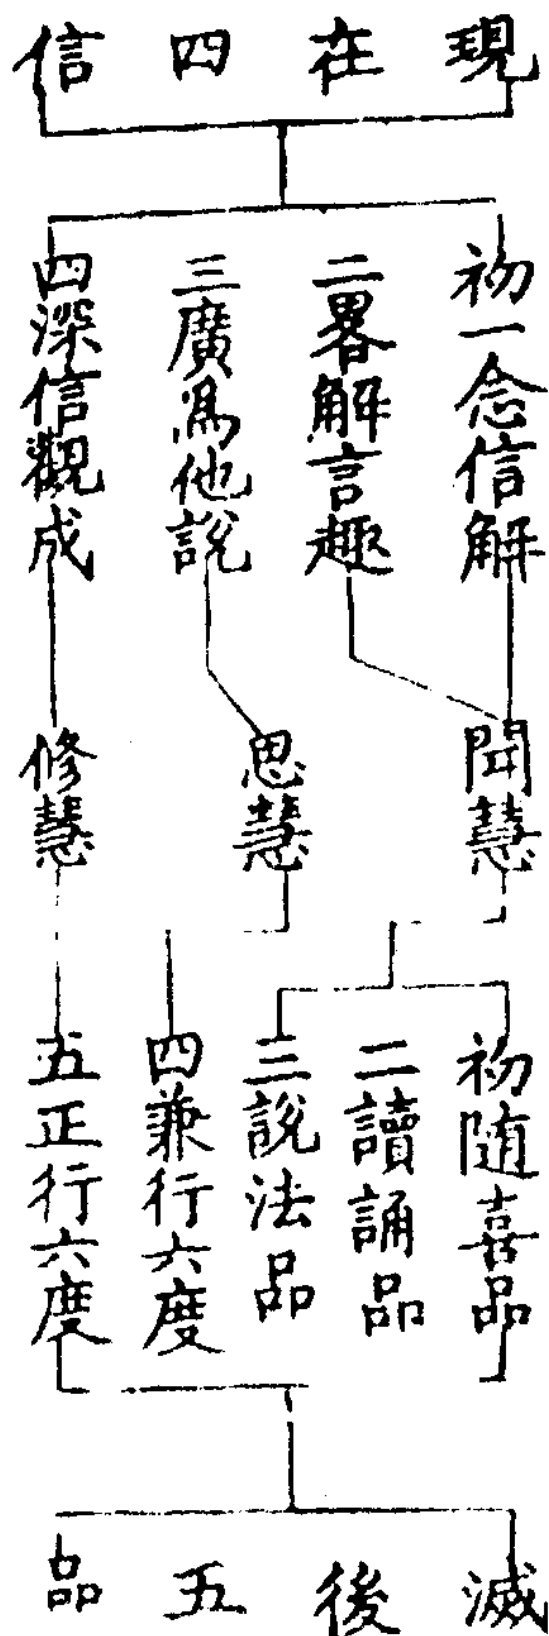 現在四信
初一念信解
二畧解言趣
三廣爲他說
四深信觀成
聞慧
思慧
修慧
初随喜品
二讀誦品
三説法品
四兼行六度
五正行六度
滅後五品